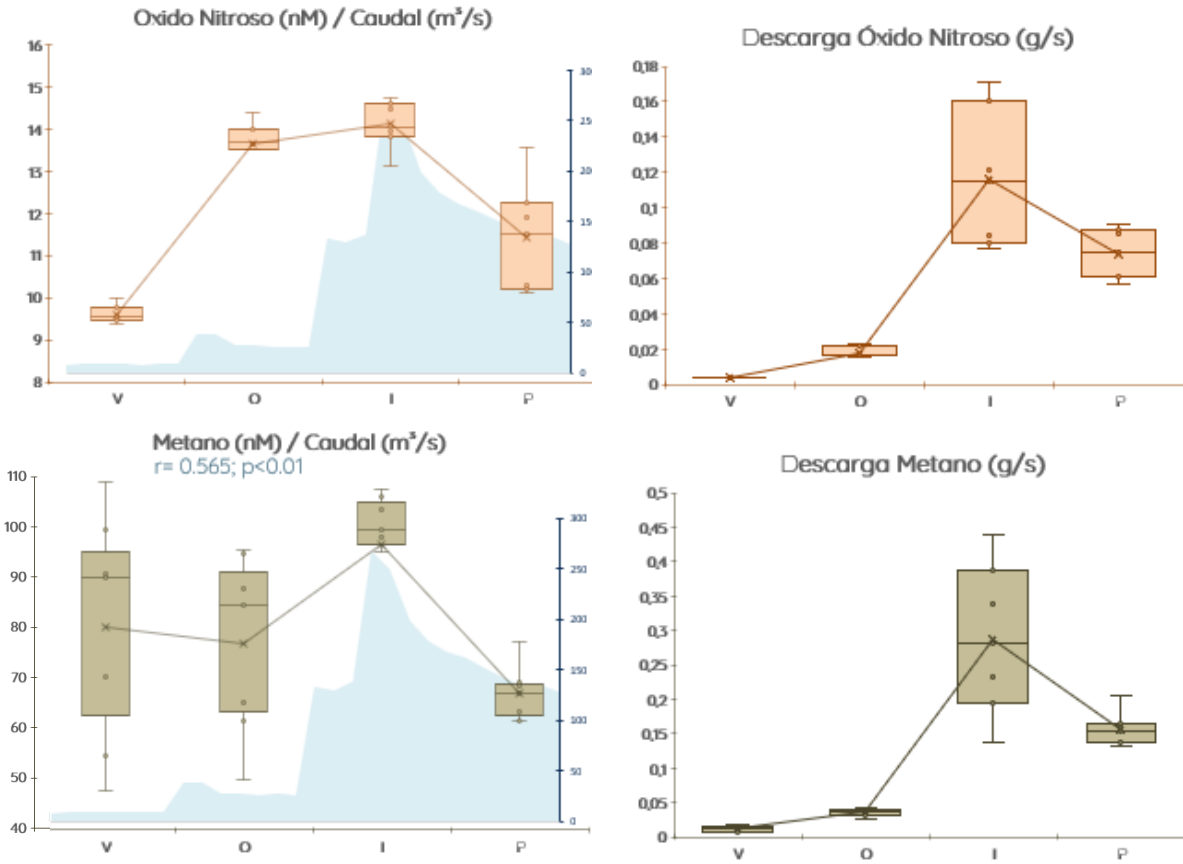 Oxido Nitroso (nM) / Caudal (m³/s)
16
15
14
13
12
11
10
9
8
30
25
20
15
10
50
0
V
O
I
P
Descarga Óxido Nitroso (g/s)
0,18
0,16
0,14
0,12
0,1
0,08
0,06
0,04
0,02
0
V
O
I
P
Metano (nM) / Caudal (m³/s)
r= 0.565; p<0.01
110
100
90
80
70
60
50
40
300
250
200
150
100
50
0
V
O
I
P
Descarga Metano (g/s)
0,5
0,45
0,4
0,35
0,3
0,25
0,2
0,15
0,1
0,05
0
V
O
I
P